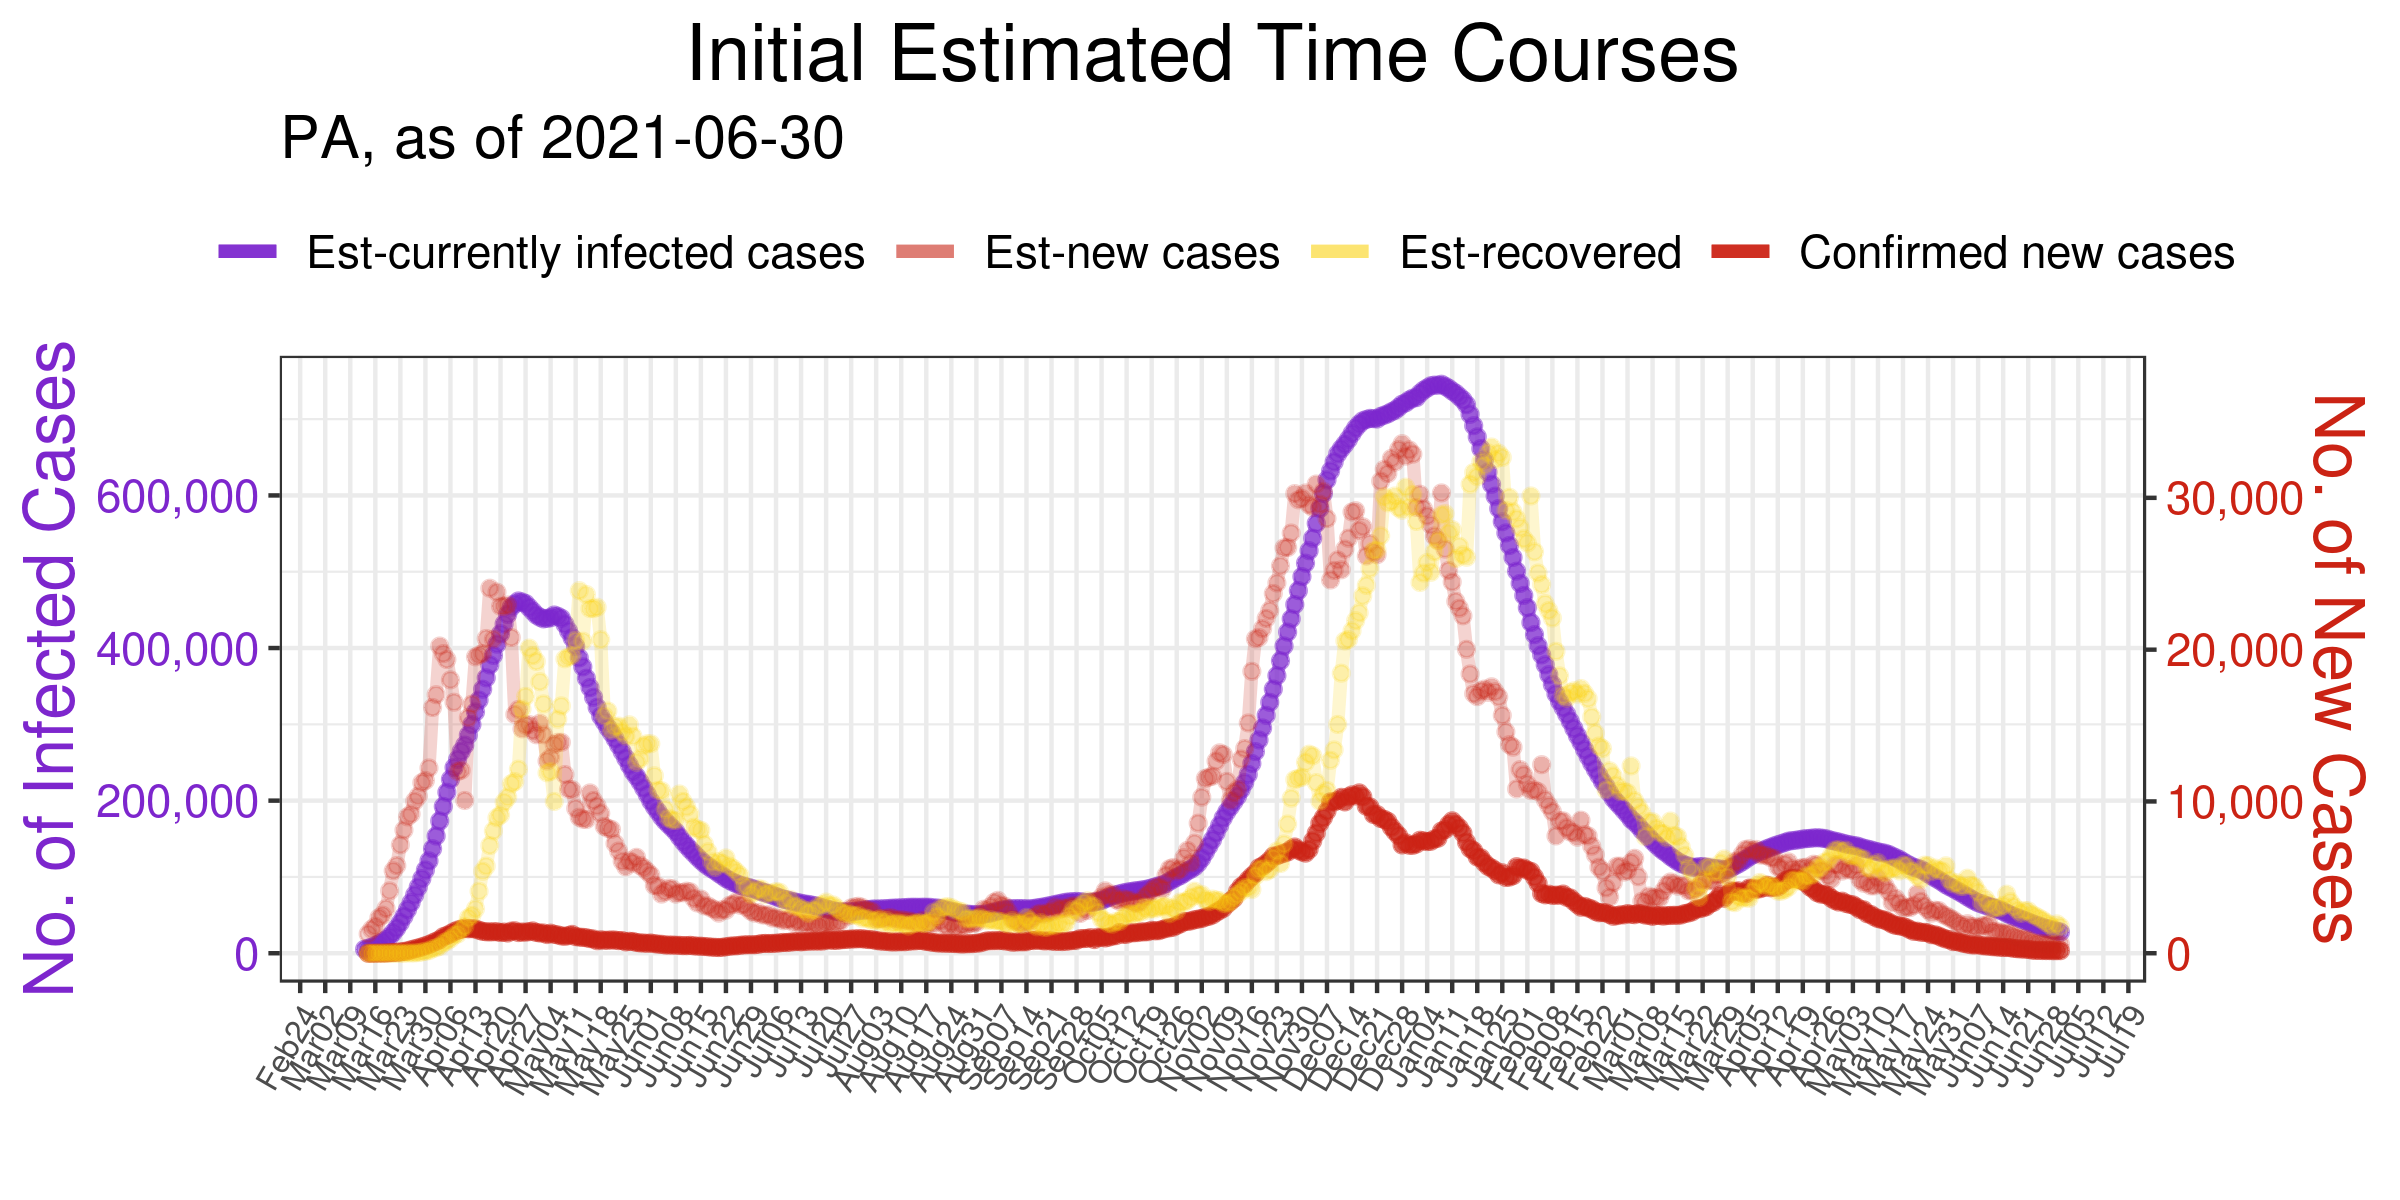 Initial Estimated Time Courses
PA, as of 2021-06-30
Est-currently infected cases Est-new cases Est-recovered Confirmed new cases
No. of Infected Cases
600,000
400,000
200,000
0
30,000
20,000
10,000
0
No. of New Cases
Feb24
Mar02
Mar09
Mar16
Mar23
Mar30
Apr06
Apr13
Apr20
Apr27
May04
May11
May18
May25
Jun01
Jun08
Jun15
Jun22
Jun29
Jul06
Jul13
Jul20
Jul27
Aug03
Aug10
Aug17
Aug24
Aug31
Sep07
Sep14
Sep21
Sep28
Oct05
Oct12
Oct19
Oct26
Nov02
Nov09
Nov16
Nov23
Nov30
Dec07
Dec14
Dec21
Dec28
Jan04
Jan11
Jan18
Jan25
Feb01
Feb08
Feb15
Feb22
Mar01
Mar08
Mar15
Mar22
Mar29
Apr05
Apr12
Apr19
Apr26
May03
May10
May17
May24
May31
Jun07
Jun14
Jun21
Jun28
Jul05
Jul12
Jul19